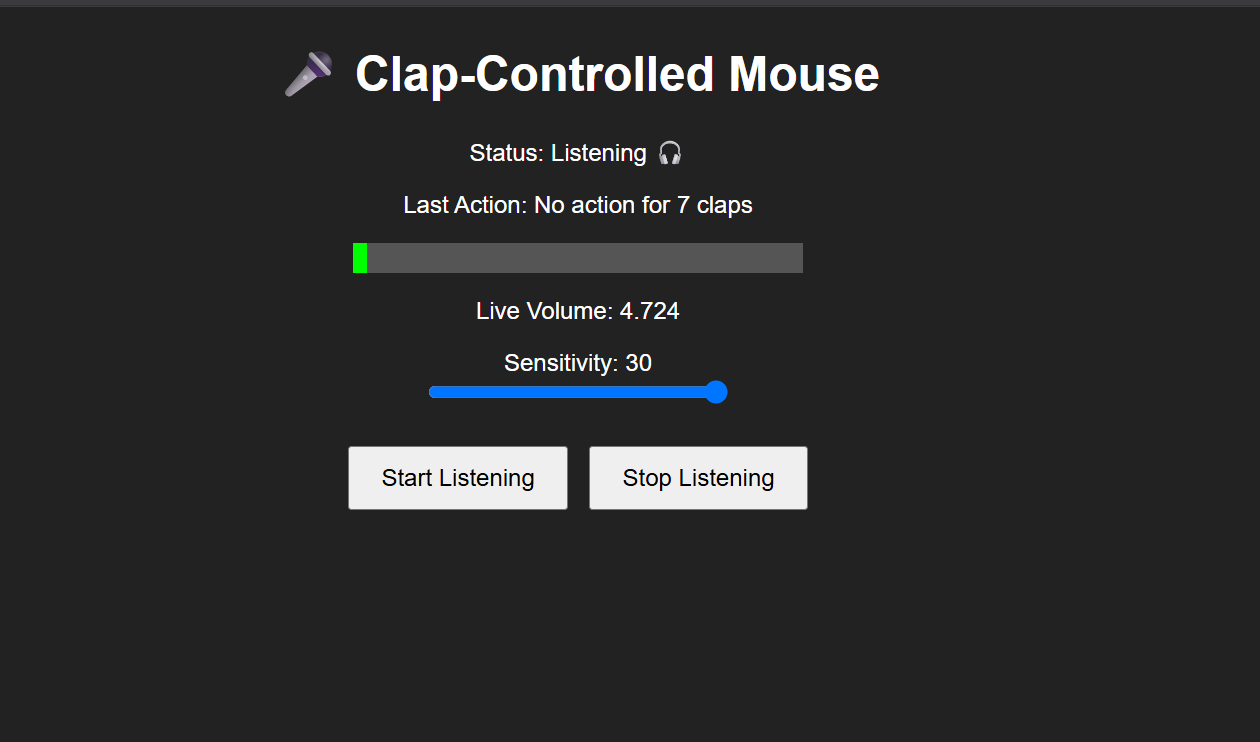 🎤 Clap-Controlled Mouse
Status: Listening 🎧
Last Action: No action for 7 claps
Live Volume: 4.724
Sensitivity: 30
Start Listening
Stop Listening